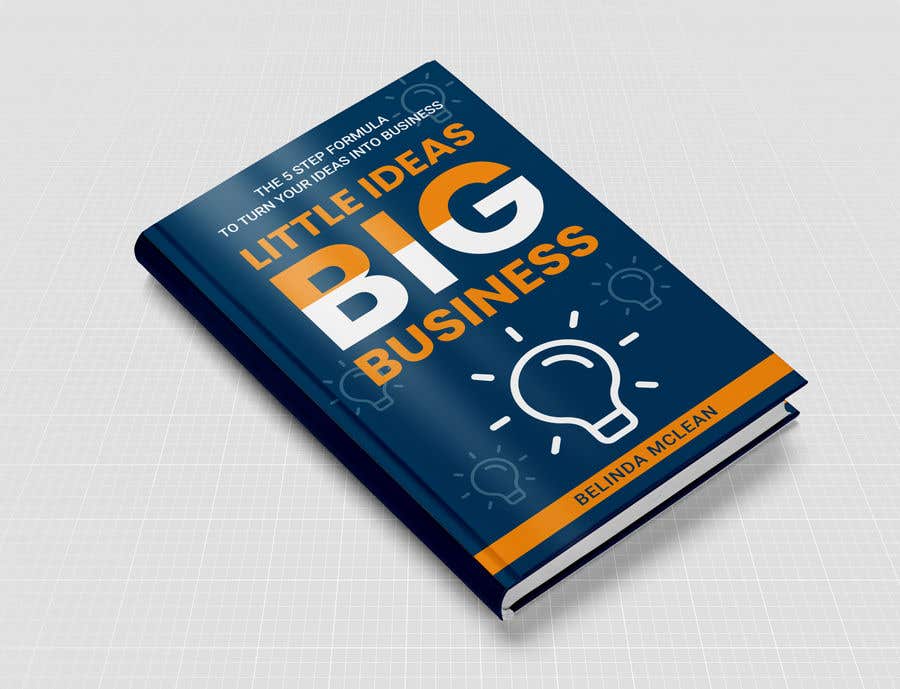 THE 5 STEP FORMULA
TO TURN YOUR IDEAS INTO BUSINESS
LITTLE IDEAS
BIG
BUSINESS
BELINDA MCLEAN